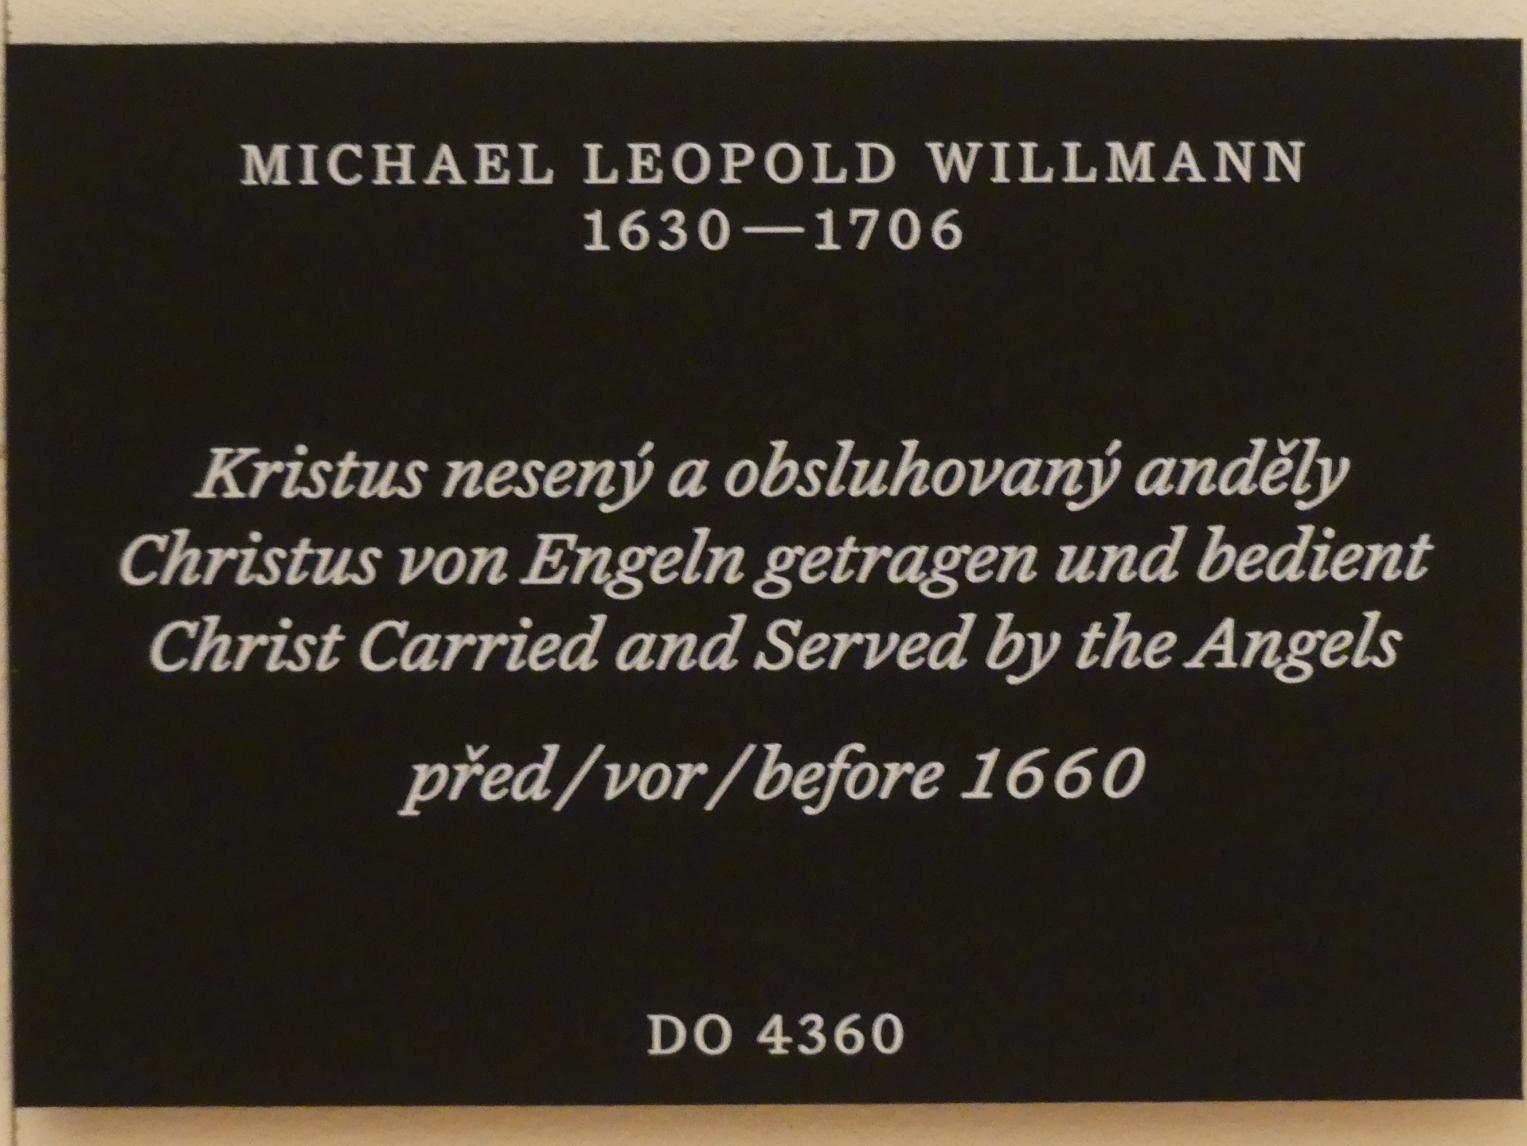 MICHAEL LEOPOLD WILLMANN
1630—1706
Kristus nesený a obsluhovaný anděly
Christus von Engeln getragen und bedient
Christ Carried and Served by the Angels
před/vor/before 1660
DO 4360